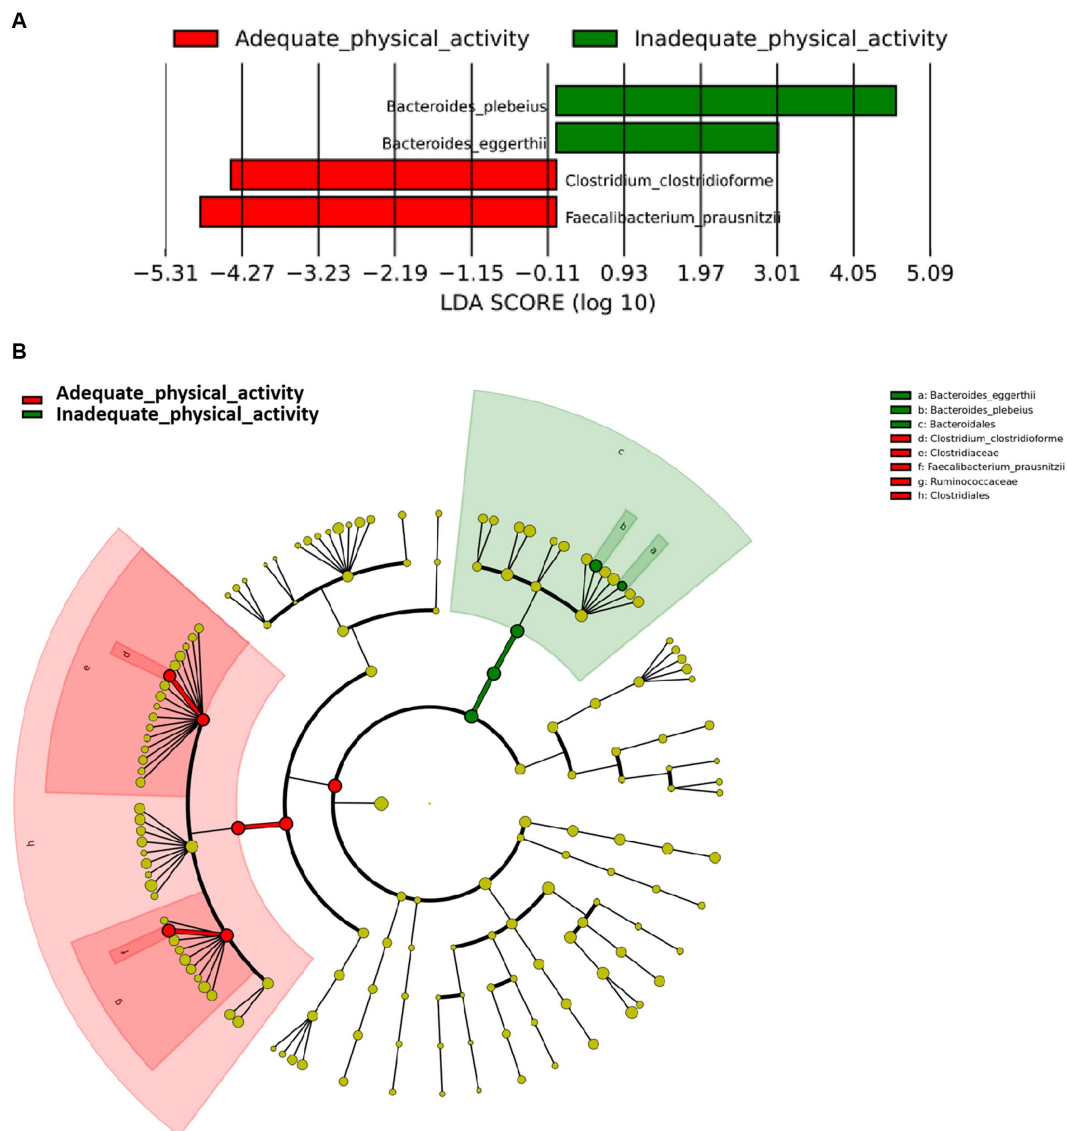 A
Adequate_physical_activity Inadequate_physical_activity
Bacteroides_plebeius
Bacteroides_eggerthii
Clostridium_clostridioforme
Faecalibacterium_prausnitzii
−5.31 −4.27 −3.23 −2.19 −1.15 −0.11 0.93 1.97 3.01 4.05 5.09
LDA SCORE (log 10)
B
Adequate_physical_activity
Inadequate_physical_activity
a: Bacteroides_eggerthii
b: Bacteroides_plebeius
c: Bacteroidales
d: Clostridium_clostridioforme
e: Clostridiaceae
f: Faecalibacterium_prausnitzii
g: Ruminococcaceae
h: Clostridiales
c
b
a
d
e
h
f
g